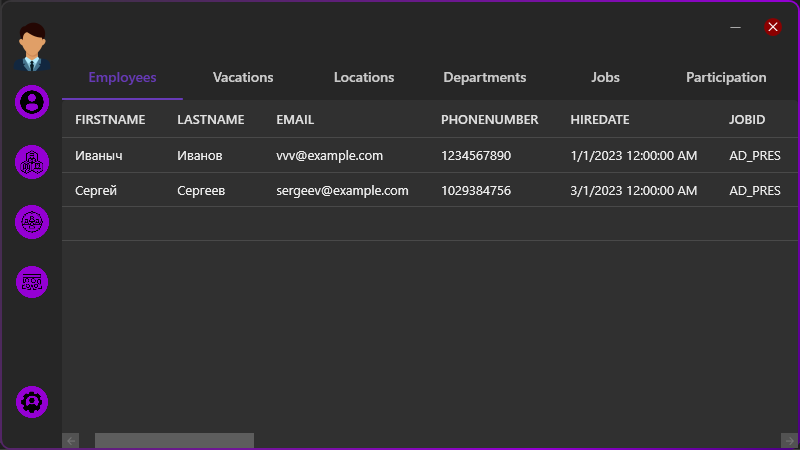 Employees Vacations Locations Departments Jobs Participation
FIRSTNAME LASTNAME EMAIL PHONENUMBER HIREDATE JOBID
Иваныч Иванов vvv@example.com 1234567890 1/1/2023 12:00:00 AM AD_PRES
Сергей Сергеев sergeev@example.com 1029384756 3/1/2023 12:00:00 AM AD_PRES